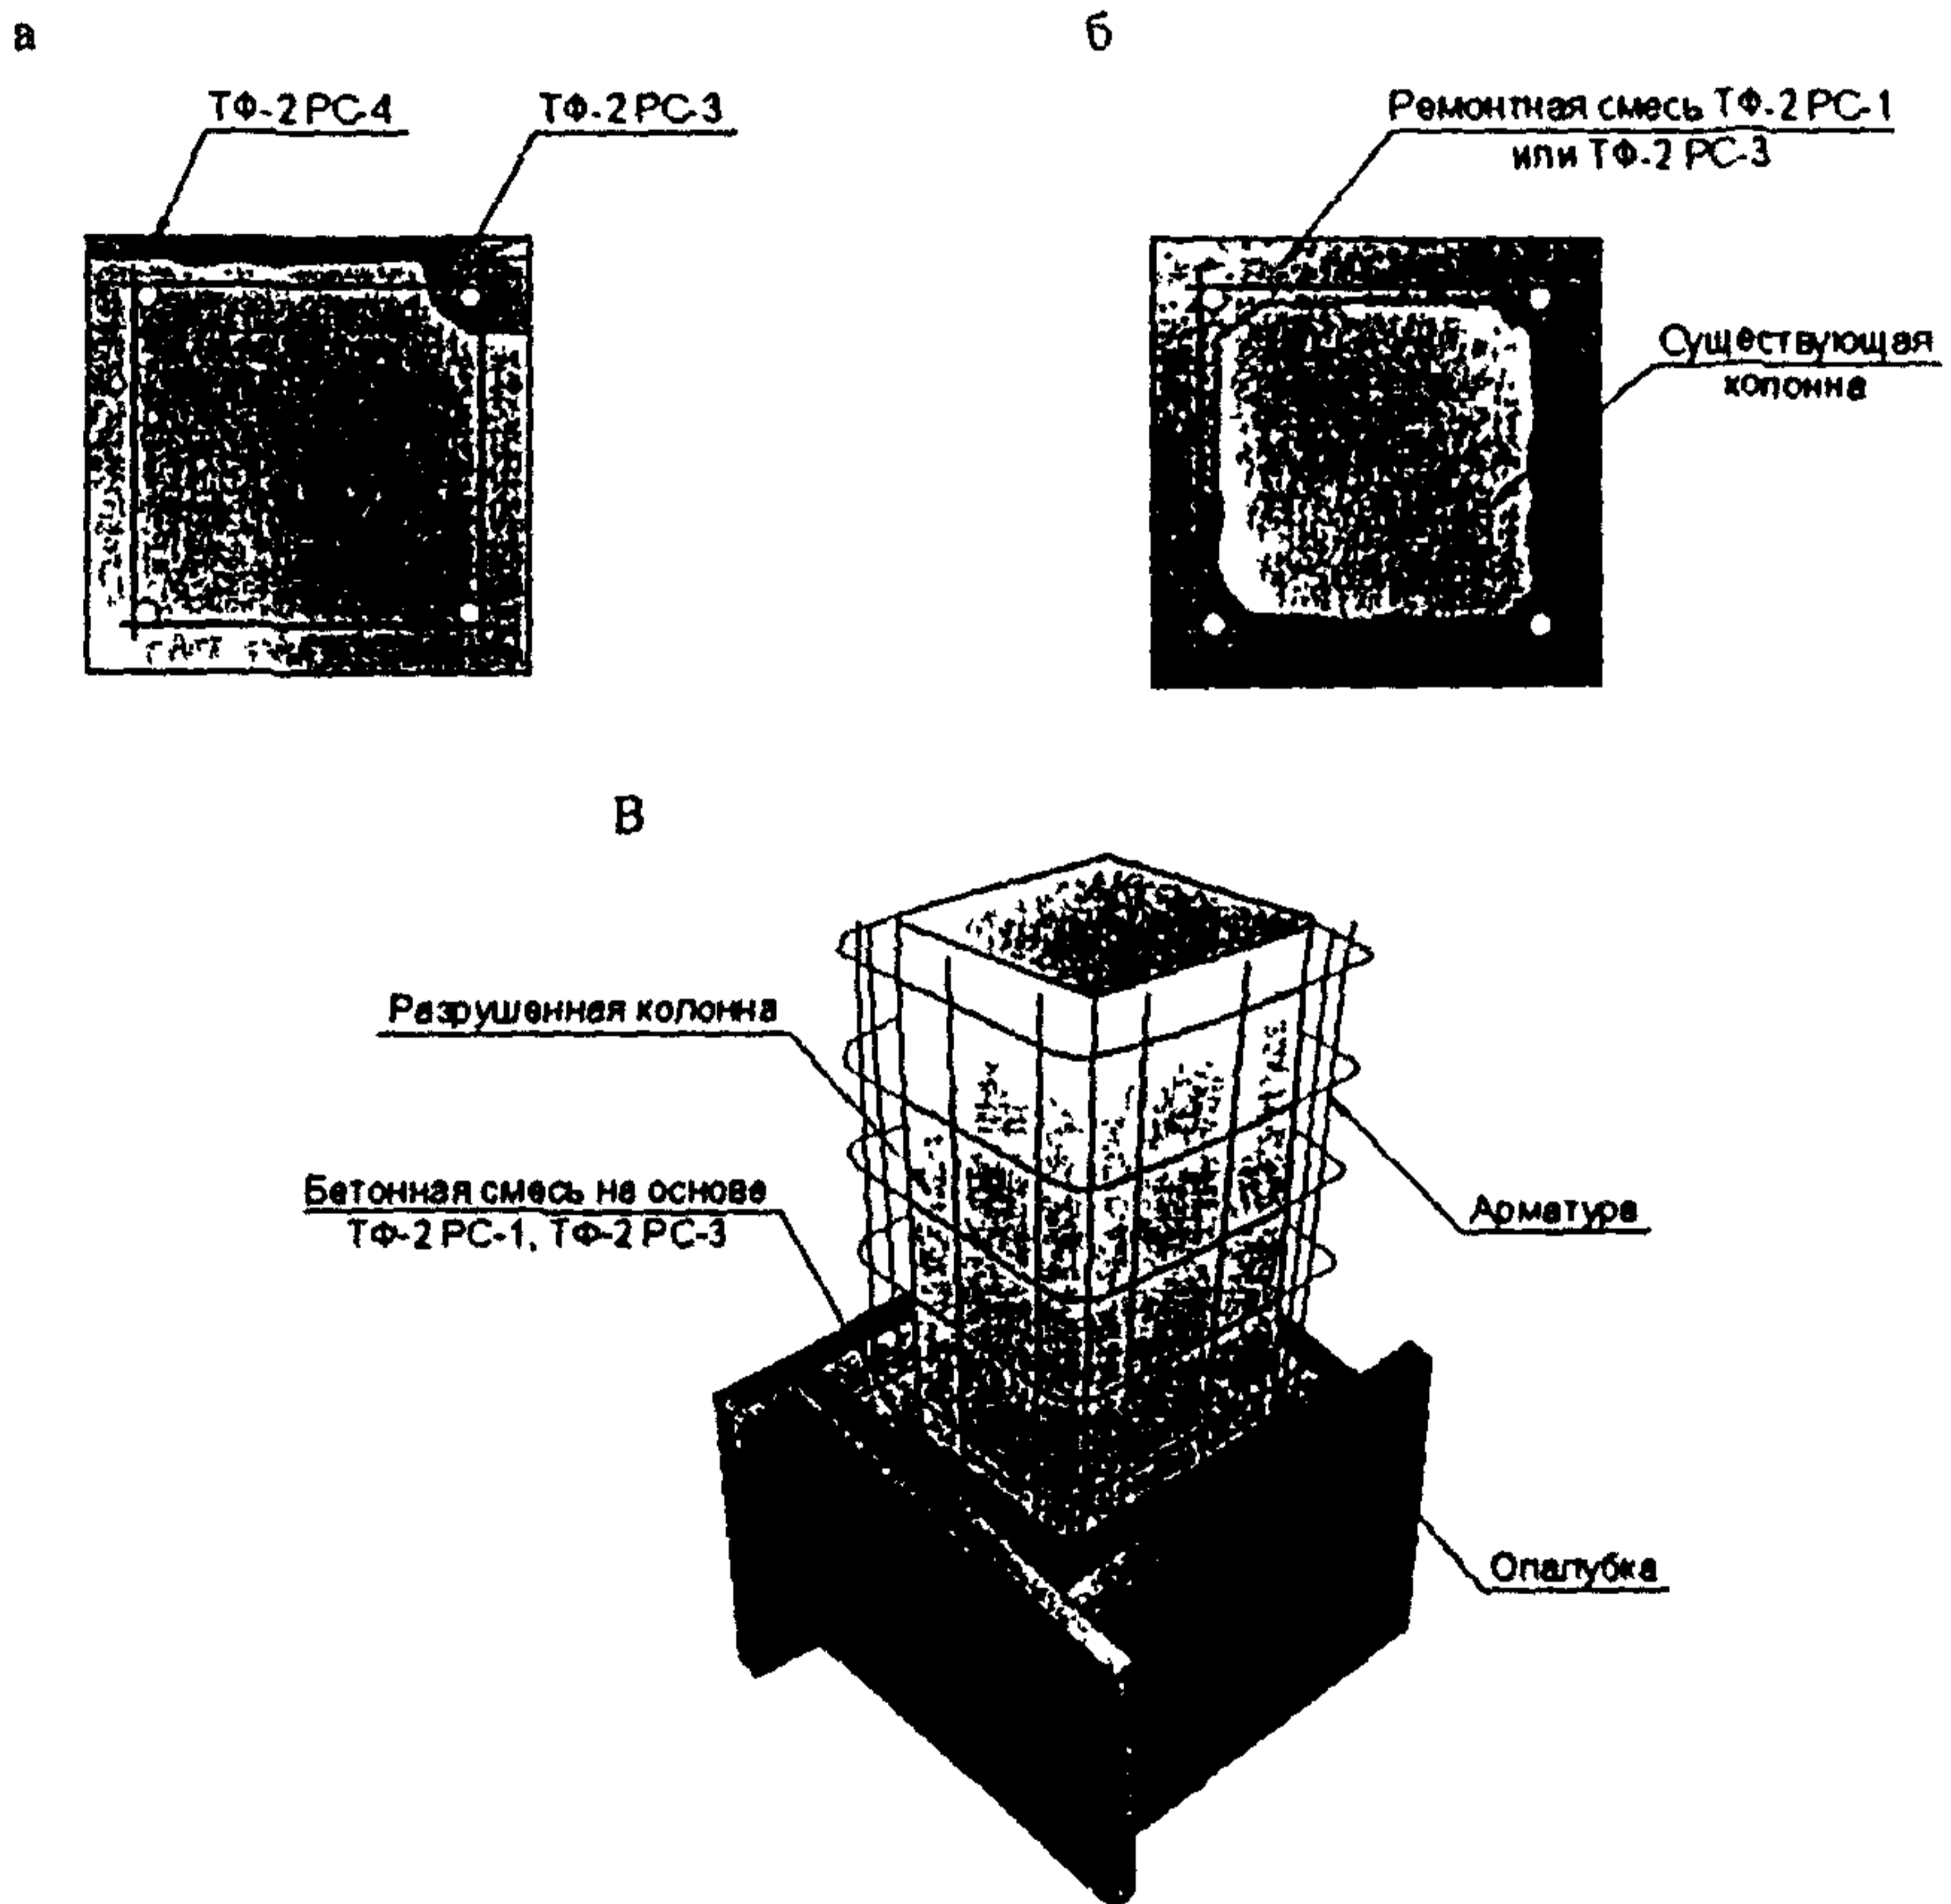 а
б
ТФ-2 РС-4
ТФ-2 РС-3
Ремонтная смесь ТФ-2 РС-1
или ТФ-2 РС-3
Существующая
колонна
В
Разрушенная колонна
Бетонная смесь на основе
ТФ-2 РС-1, ТФ-2 РС-3
Арматура
Опалубка